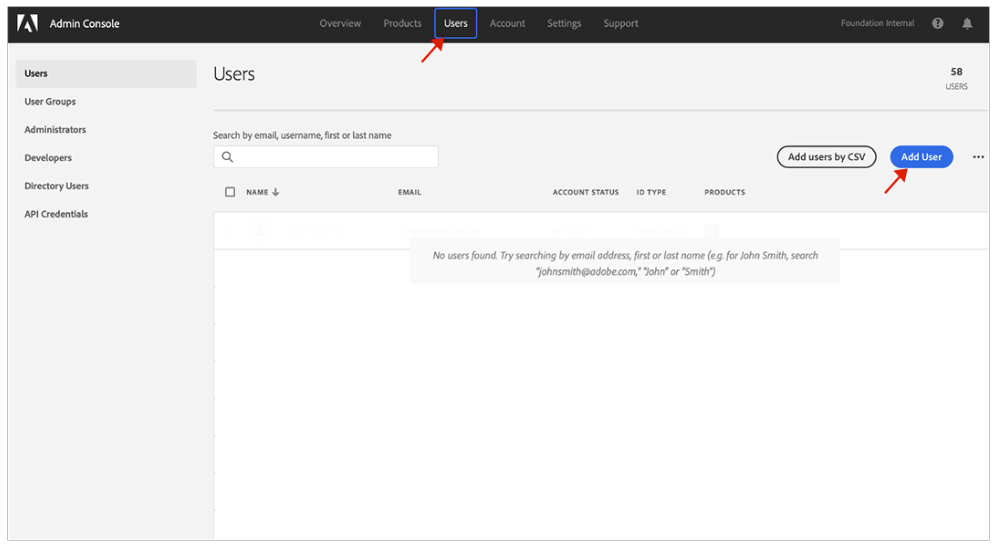 Admin Console
Overview Products Users Account Settings Support
Foundation Internal ?
Users
User Groups
Administrators
Developers
Directory Users
API Credentials
Users
58
USERS
Search by email, username, first or last name
Add users by CSV
Add User
NAME EMAIL ACCOUNT STATUS ID TYPE PRODUCTS
No users found. Try searching by email address, first or last name (e.g. for John Smith, search
"johnsmith@adobe.com," "John" or "Smith")